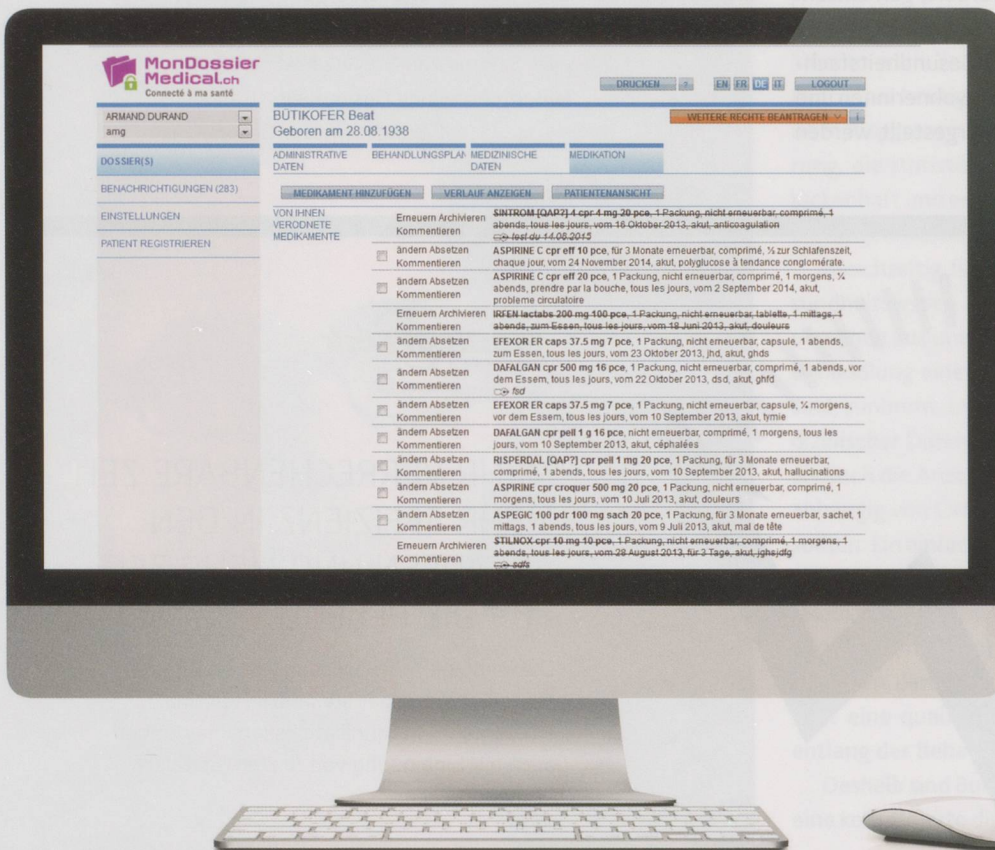 MonDossier
Medical.ch
Connecté à ma santé
DRUCKEN ? EN FR DE IT LOGOUT
ARMAND DURAND
amg
BÜTIKOFER Beat
Geboren am 28.08.1938
WEITERE RECHTE BEANTRAGEN i
DOSSIER(S)
BENACHRICHTIGUNGEN (283)
EINSTELLUNGEN
PATIENT REGISTRIEREN
ADMINISTRATIVE DATEN
BEHANDLUNGSPLAN
MEDIZINISCHE DATEN
MEDIKATION
MEDIKAMENT HINZUFÜGEN VERLAUF ANZEIGEN PATIENTENANSICHT
VON IHNEN
VERODNETE
MEDIKAMENTE
Erneuern Archivieren
Kommentieren
SINTROM [QAP?] 4 cpr 4 mg 20 pce, 1 Packung, nicht erneuerbar, comprimé, 1
abends, tous les jours, vom 16 Oktober 2013, akut, anticoagulation
test du 14.08.2015
ändern Absetzen
Kommentieren
ASPIRINE C cpr eff 10 pce, für 3 Monate erneuerbar, comprimé, ½ zur Schlafenszeit,
chaque jour, vom 24 November 2014, akut, polyglucose à tendance conglomérate.
ändern Absetzen
Kommentieren
ASPIRINE C cpr eff 20 pce, 1 Packung, nicht erneuerbar, comprimé, 1 morgens, ¼
abends, prendre par la bouche, tous les jours, vom 2 September 2014, akut,
probleme circulatoire
Erneuern Archivieren
Kommentieren
IRFEN lactabs 200 mg 100 pce, 1 Packung, nicht erneuerbar, tablette, 1 mittags, 1
abends, zum Essen, tous les jours, vom 18 Juni 2013, akut, douleurs
ändern Absetzen
Kommentieren
EFEXOR ER caps 37.5 mg 7 pce, 1 Packung, nicht erneuerbar, capsule, 1 abends,
zum Essen, tous les jours, vom 23 Oktober 2013, jhd, akut, ghds
ändern Absetzen
Kommentieren
DAFALGAN cpr 500 mg 16 pce, 1 Packung, nicht erneuerbar, comprimé, 1 abends, vor
dem Essem, tous les jours, vom 22 Oktober 2013, dsd, akut, ghfd
fsd
ändern Absetzen
Kommentieren
EFEXOR ER caps 37.5 mg 7 pce, 1 Packung, nicht erneuerbar, capsule, ¼ morgens,
vor dem Essem, tous les jours, vom 10 September 2013, akut, tymie
ändern Absetzen
Kommentieren
DAFALGAN cpr pell 1 g 16 pce, nicht erneuerbar, comprimé, 1 morgens, tous les
jours, vom 10 September 2013, akut, céphalées
ändern Absetzen
Kommentieren
RISPERDAL [QAP?] cpr pell 1 mg 20 pce, 1 Packung, für 3 Monate erneuerbar,
comprimé, 1 abends, tous les jours, vom 10 September 2013, akut, hallucinations
ändern Absetzen
Kommentieren
ASPIRINE cpr croquer 500 mg 20 pce, 1 Packung, nicht erneuerbar, comprimé, 1
morgens, tous les jours, vom 10 Juli 2013, akut, douleurs
ändern Absetzen
Kommentieren
ASPEGIC 100 pdr 100 mg sach 20 pce, 1 Packung, für 3 Monate erneuerbar, sachet, 1
mittags, 1 abends, tous les jours, vom 9 Juli 2013, akut, mal de tête
Erneuern Archivieren
Kommentieren
STILNOX cpr 10 mg 10 pce, 1 Packung, nicht erneuerbar, comprimé, 1 morgens, 1
abends, tous les jours, vom 28 August 2013, für 3 Tage, akut, jghsjdfg
sdfs